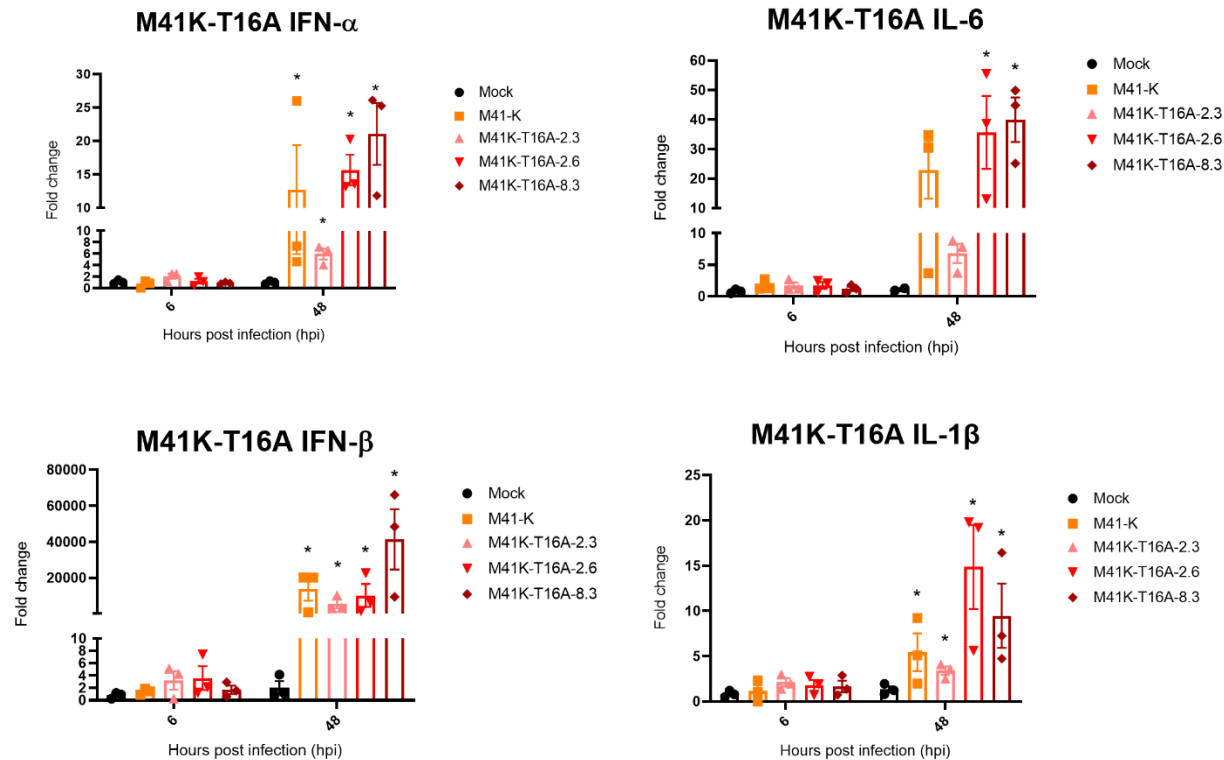 M41K-T16A IFN-α
Fold change
30
25
20
15
10
10
8
6
4
2
0
*
*
*
*
6
48
Hours post infection (hpi)
Mock
M41-K
M41K-T16A-2.3
M41K-T16A-2.6
M41K-T16A-8.3
M41K-T16A IL-6
Fold change
60
50
40
30
20
10
10
5
0
*
*
6
48
Hours post infection (hpi)
Mock
M41-K
M41K-T16A-2.3
M41K-T16A-2.6
M41K-T16A-8.3
M41K-T16A IFN-β
Fold change
80000
60000
40000
20000
10
8
6
4
2
0
*
*
*
*
6
48
Hours post infection (hpi)
Mock
M41-K
M41K-T16A-2.3
M41K-T16A-2.6
M41K-T16A-8.3
M41K-T16A IL-1β
Fold change
25
20
15
10
5
0
*
*
*
*
6
48
Hours post infection (hpi)
Mock
M41-K
M41K-T16A-2.3
M41K-T16A-2.6
M41K-T16A-8.3